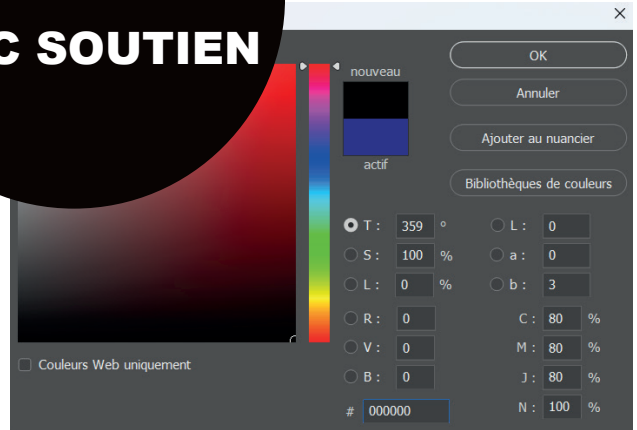 C SOUTIEN
nouveau
actif
OK
Annuler
Ajouter au nuancier
Bibliothèques de couleurs
T : 359 °
S : 100 %
L : 0 %
R : 0
V : 0
B : 0
# 000000
L : 0
a : 0
b : 3
C : 80 %
M : 80 %
J : 80 %
N : 100 %
Couleurs Web uniquement